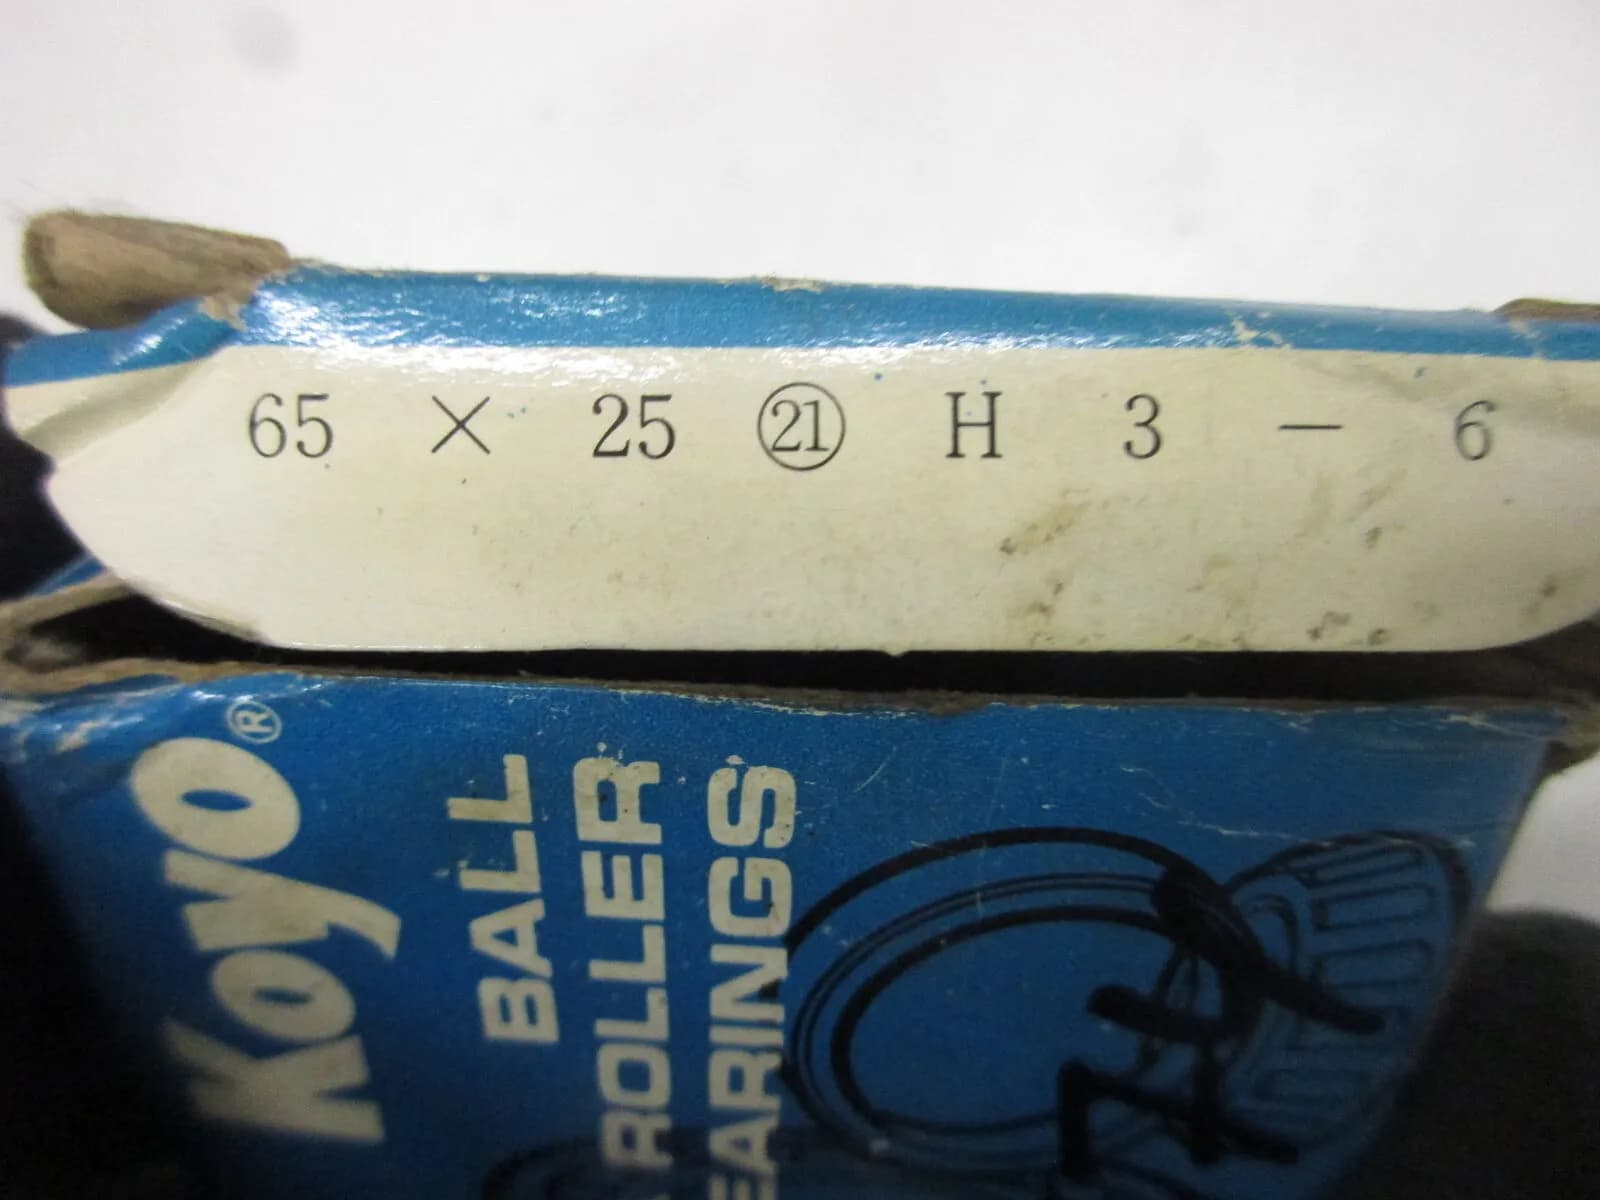 65 × 25 ㉑ H 3 − 6
Koyo®
BALL
ROLLER
EARINGS